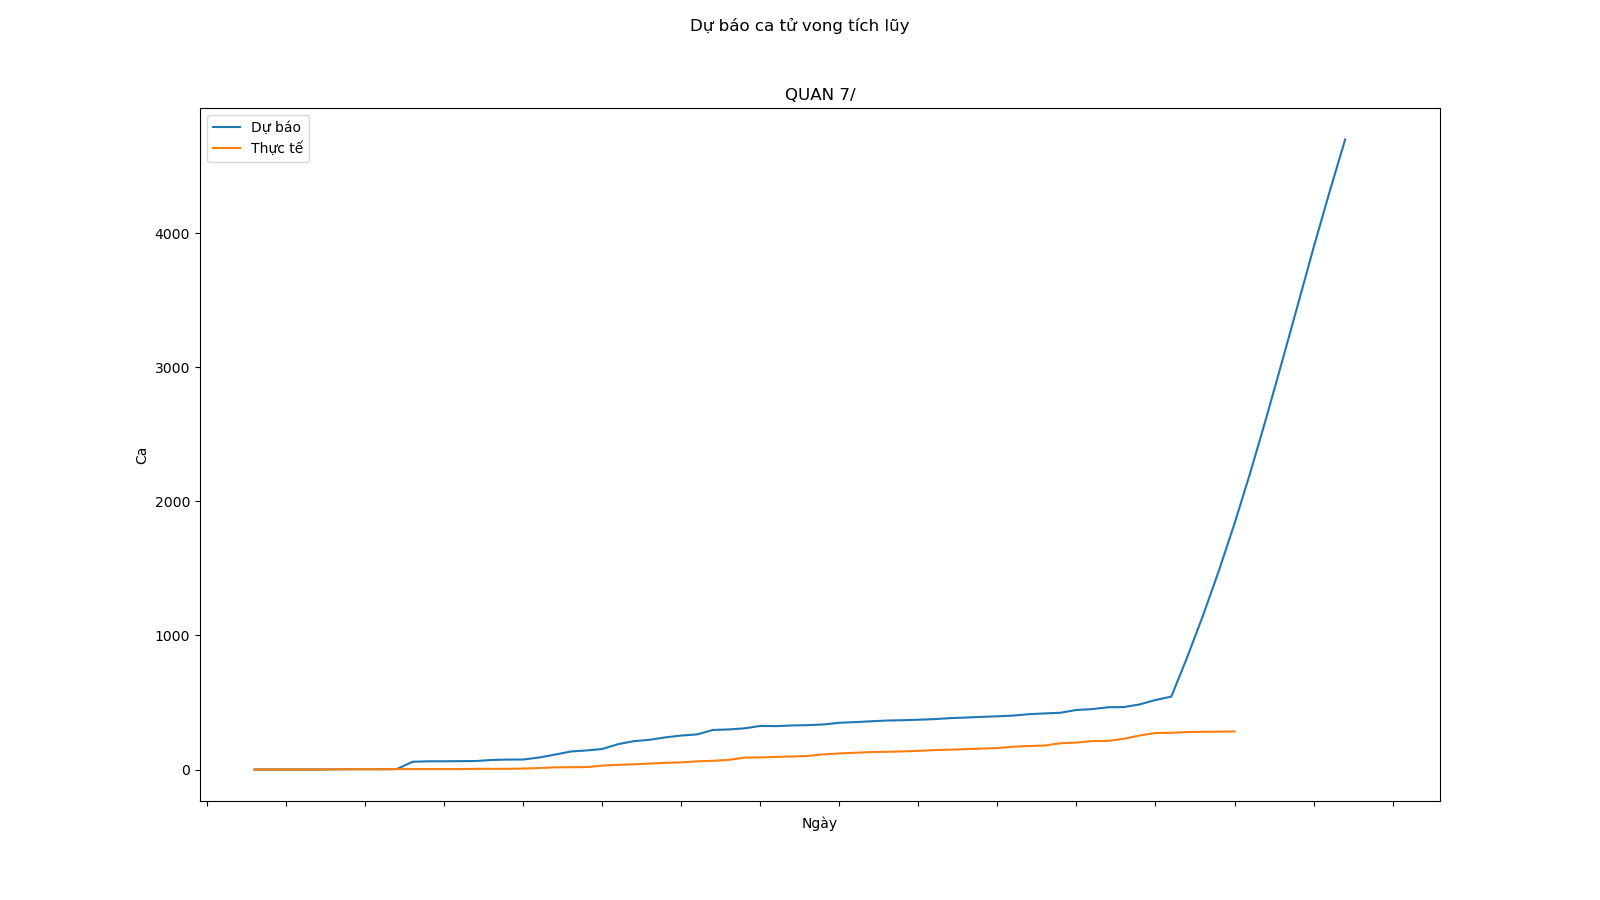 Dự báo ca tử vong tích lũy
QUAN 7/
Dự báo
Thực tế
4000
3000
2000
1000
0
Ca
Ngày